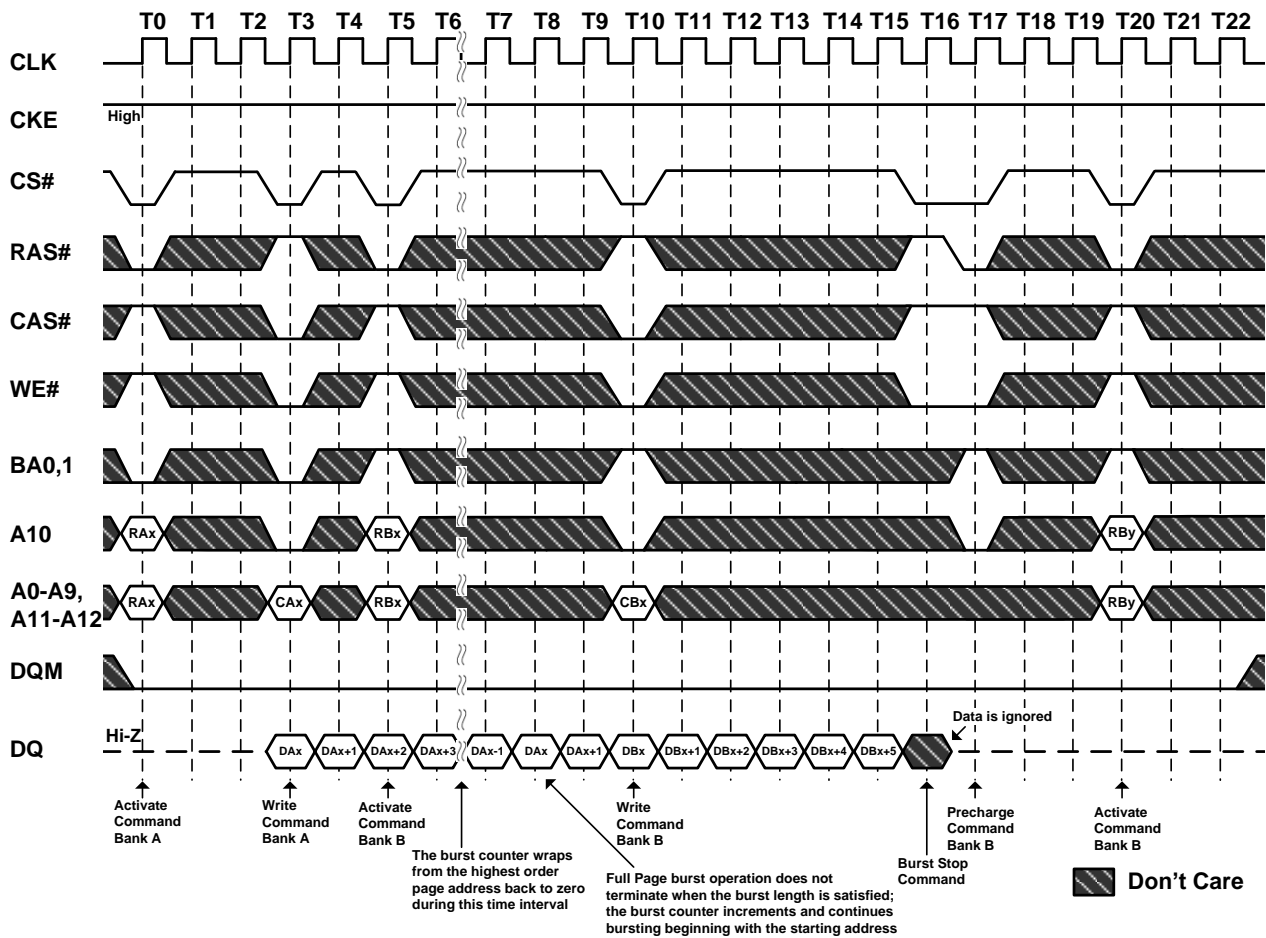 T0 T1 T2 T3 T4 T5 T6 T7 T8 T9 T10 T11 T12 T13 T14 T15 T16 T17 T18 T19 T20 T21 T22
CLK
CKE
High
CS#
RAS#
CAS#
WE#
BA0,1
A10
RAx
RBx
RBy
A0-A9,
A11-A12
RAx
CAx
RBx
CBx
RBy
DQM
DQ
Hi-Z
DAx
DAx+1
DAx+2
DAx+3
DAx-1
DAx
DAx+1
DBx
DBx+1
DBx+2
DBx+3
DBx+4
DBx+5
Data is ignored
Activate
Command
Bank A
Write
Command
Bank A
Activate
Command
Bank B
The burst counter wraps
from the highest order
page address back to zero
during this time interval
Write
Command
Bank B
Full Page burst operation does not
terminate when the burst length is satisfied;
the burst counter increments and continues
bursting beginning with the starting address
Burst Stop
Command
Precharge
Command
Bank B
Activate
Command
Bank B
Don't Care